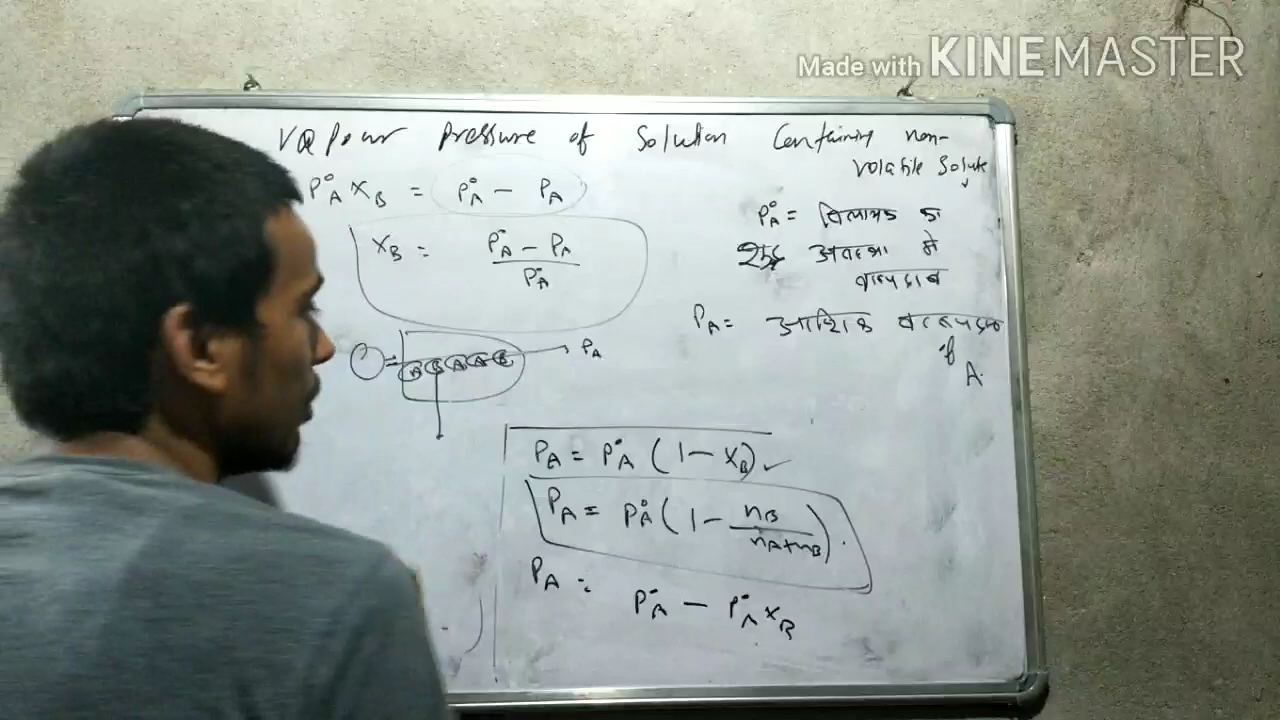 Made with KINEMASTER
Vapour Pressure of Solution Containing non-
volatile Solute
P°A XB = P°A - PA
XB = P°A - PA / P°A
P°A = विलायक का
शुद्ध अवस्था में
वाष्पदाब
PA = आंशिक वाष्पदाब
of
A.
→ PA
PA = P°A (1 - XB) ✓
PA = P°A (1 - nB / nA + nB).
PA = P°A - P°A XB